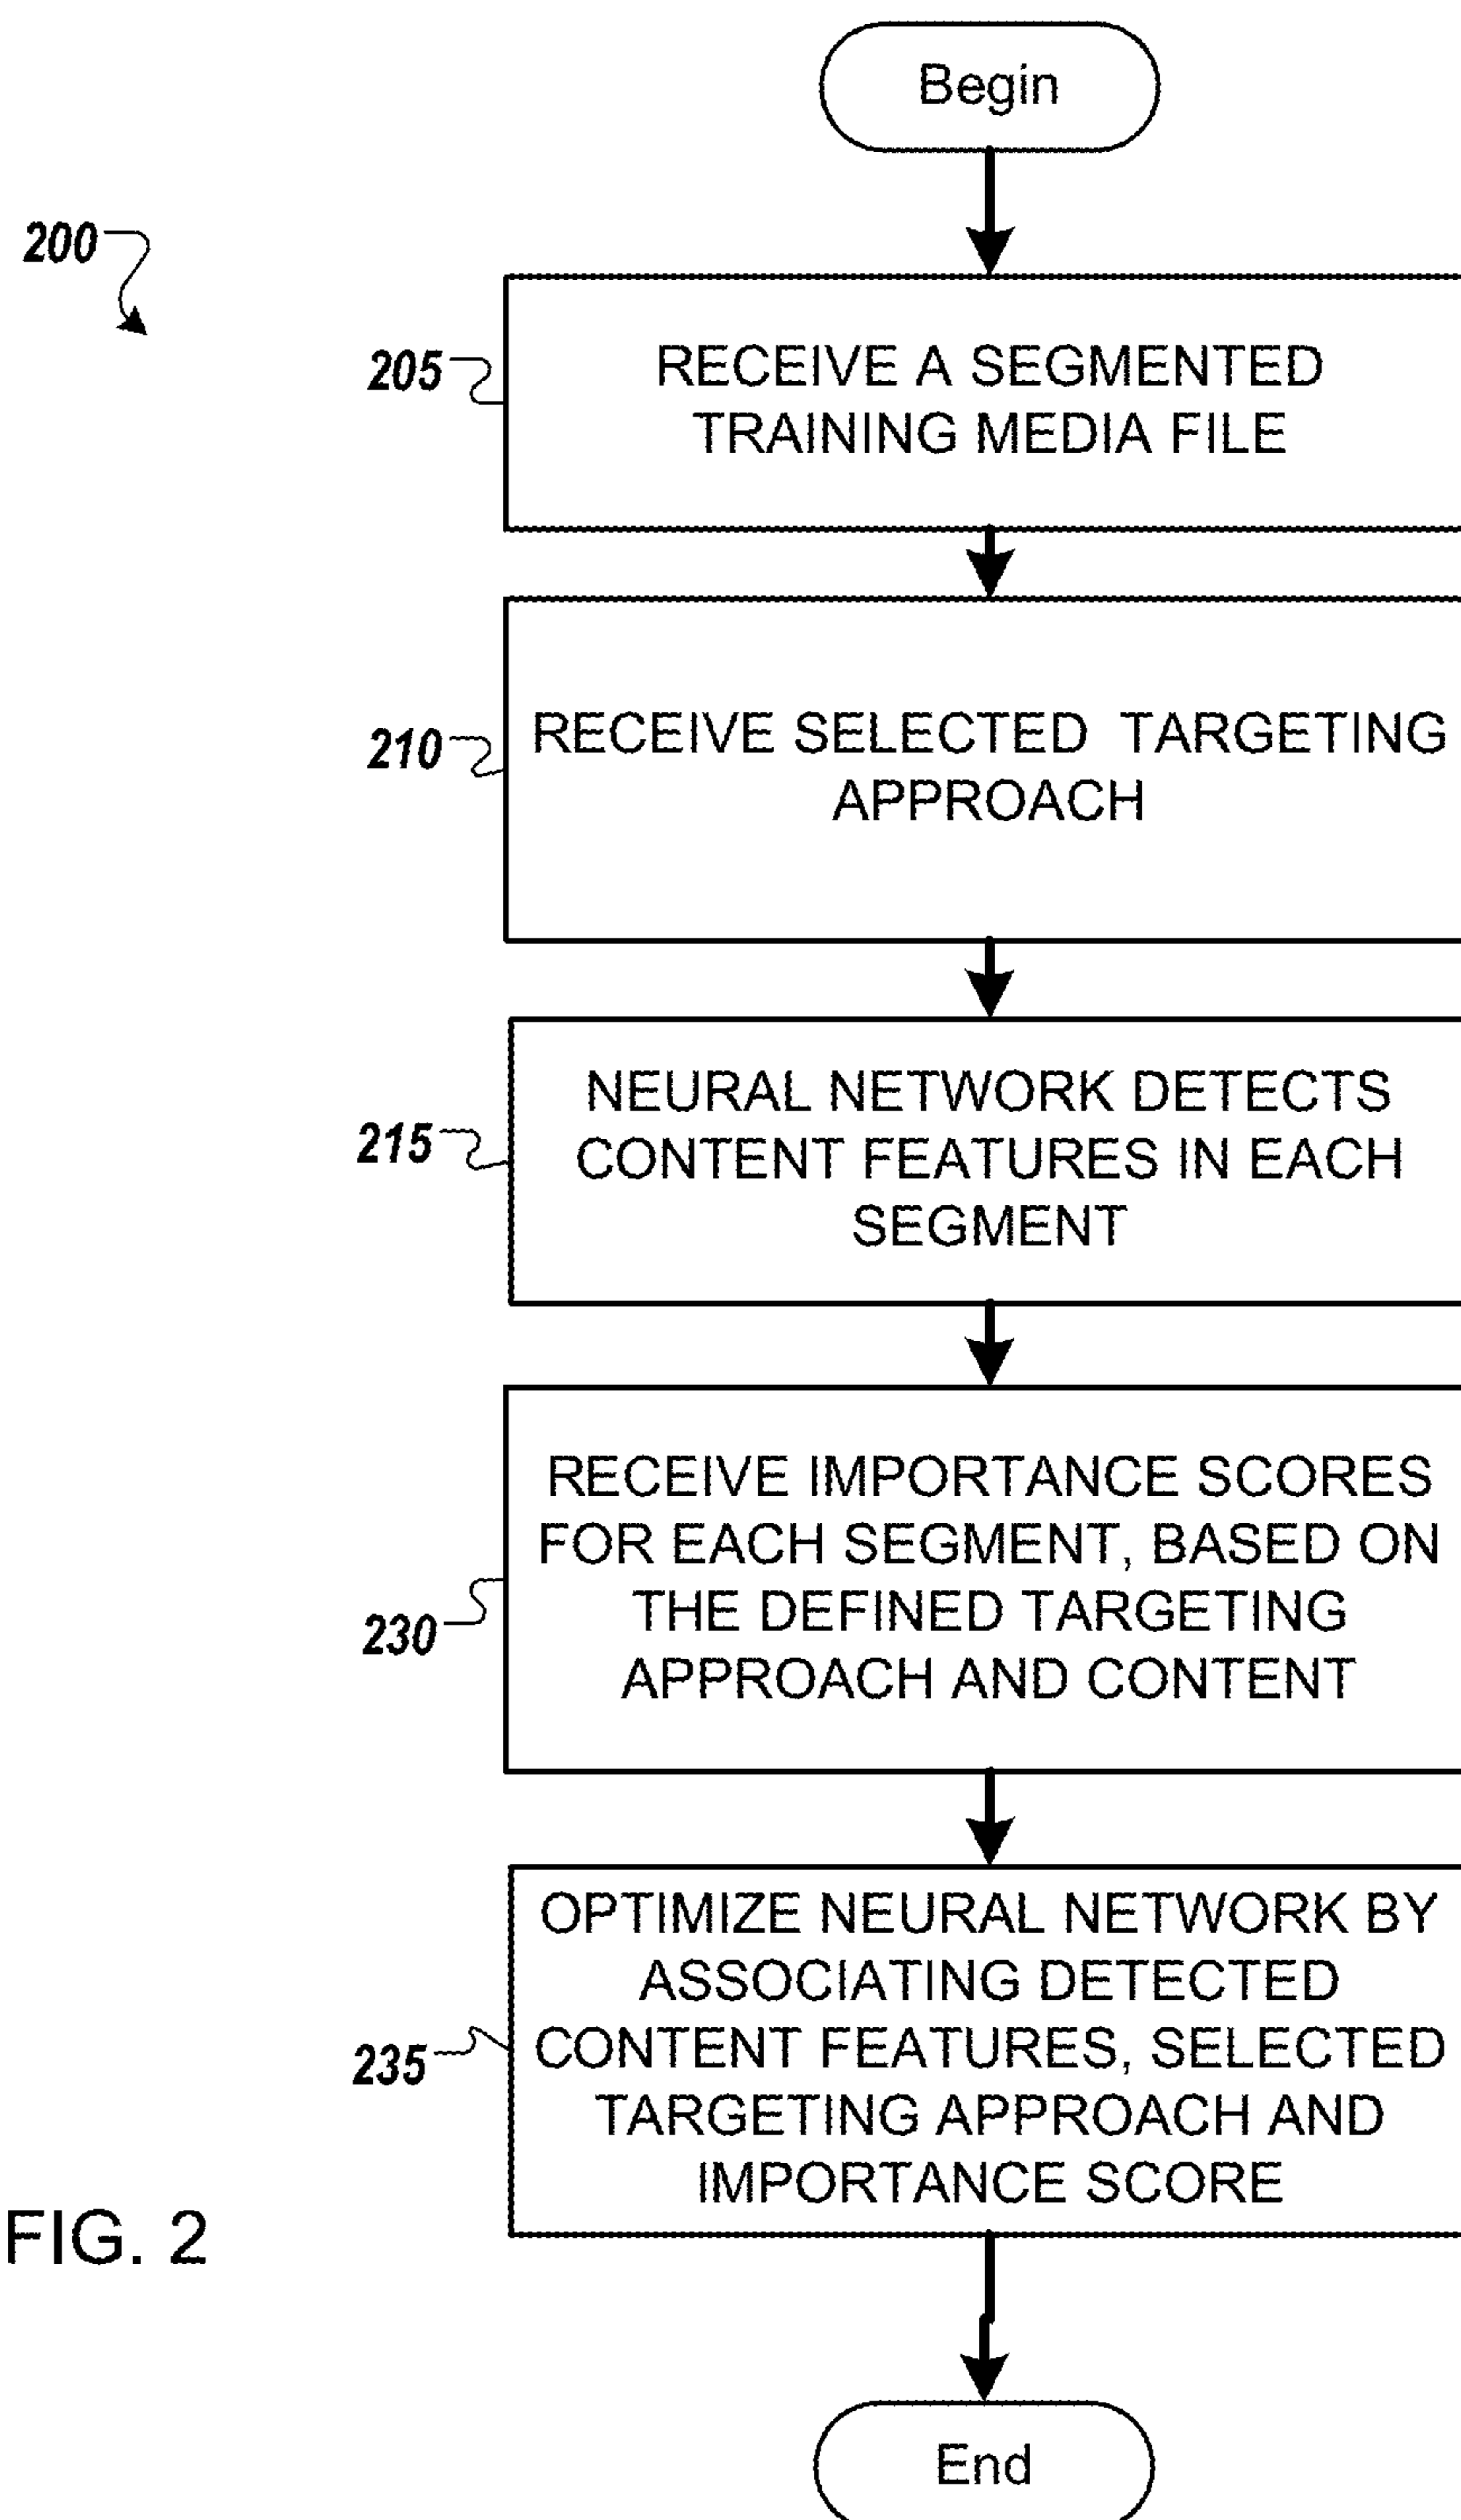 Begin
200
205
RECEIVE A SEGMENTED
TRAINING MEDIA FILE
210
RECEIVE SELECTED TARGETING
APPROACH
215
NEURAL NETWORK DETECTS
CONTENT FEATURES IN EACH
SEGMENT
230
RECEIVE IMPORTANCE SCORES
FOR EACH SEGMENT, BASED ON
THE DEFINED TARGETING
APPROACH AND CONTENT
235
OPTIMIZE NEURAL NETWORK BY
ASSOCIATING DETECTED
CONTENT FEATURES, SELECTED
TARGETING APPROACH AND
IMPORTANCE SCORE
FIG. 2
End